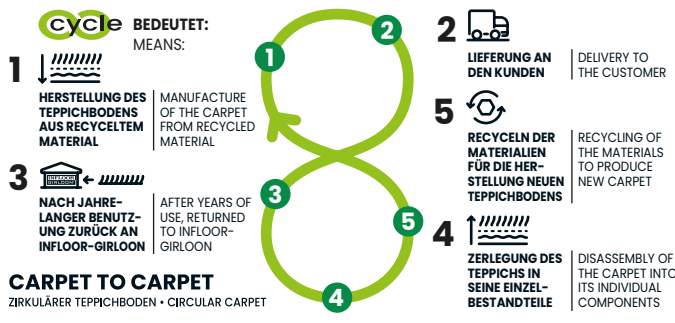 cycle BEDEUTET:
MEANS:
1
HERSTELLUNG DES
TEPPICHBODENS
AUS RECYCELTEM
MATERIAL
MANUFACTURE
OF THE CARPET
FROM RECYCLED
MATERIAL
3
INFLOOR
GIRLOON
NACH JAHRE-
LANGER BENUTZ-
UNG ZURÜCK AN
INFLOOR-GIRLOON
AFTER YEARS OF
USE, RETURNED
TO INFLOOR-
GIRLOON
CARPET TO CARPET
ZIRKULÄRER TEPPICHBODEN • CIRCULAR CARPET
1
2
3
5
4
2
LIEFERUNG AN
DEN KUNDEN
DELIVERY TO
THE CUSTOMER
5
RECYCELN DER
MATERIALIEN
FÜR DIE HER-
STELLUNG NEUEN
TEPPICHBODENS
RECYCLING OF
THE MATERIALS
TO PRODUCE
NEW CARPET
4
ZERLEGUNG DES
TEPPICHS IN
SEINE EINZEL-
BESTANDTEILE
DISASSEMBLY OF
THE CARPET INTO
ITS INDIVIDUAL
COMPONENTS